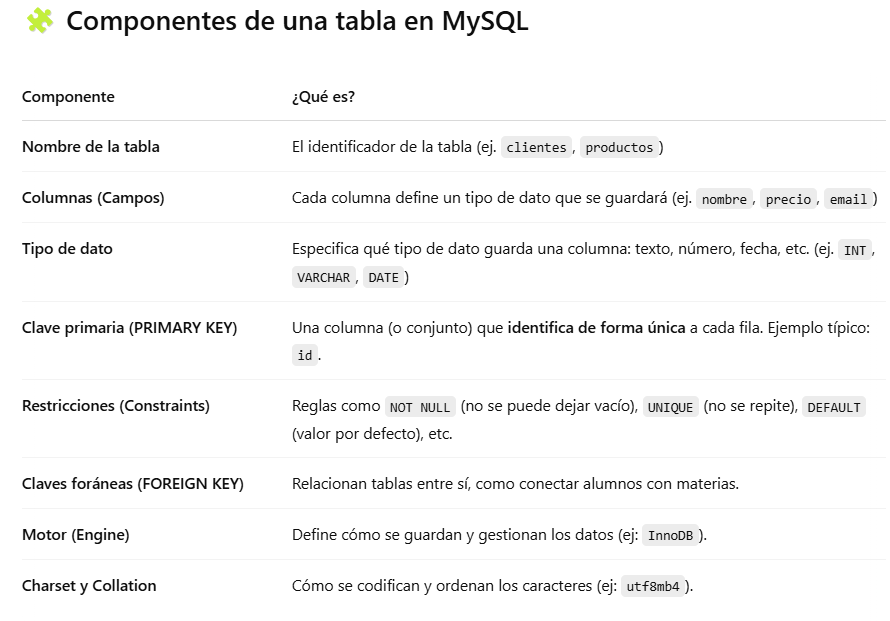 Componentes de una tabla en MySQL
Componente ¿Qué es?
Nombre de la tabla El identificador de la tabla (ej. clientes, productos)
Columnas (Campos) Cada columna define un tipo de dato que se guardará (ej. nombre, precio, email)
Tipo de dato Especifica qué tipo de dato guarda una columna: texto, número, fecha, etc. (ej. INT,
VARCHAR, DATE)
Clave primaria (PRIMARY KEY) Una columna (o conjunto) que identifica de forma única a cada fila. Ejemplo típico:
id.
Restricciones (Constraints) Reglas como NOT NULL (no se puede dejar vacío), UNIQUE (no se repite), DEFAULT
(valor por defecto), etc.
Claves foráneas (FOREIGN KEY) Relacionan tablas entre sí, como conectar alumnos con materias.
Motor (Engine) Define cómo se guardan y gestionan los datos (ej: InnoDB).
Charset y Collation Cómo se codifican y ordenan los caracteres (ej: utf8mb4).